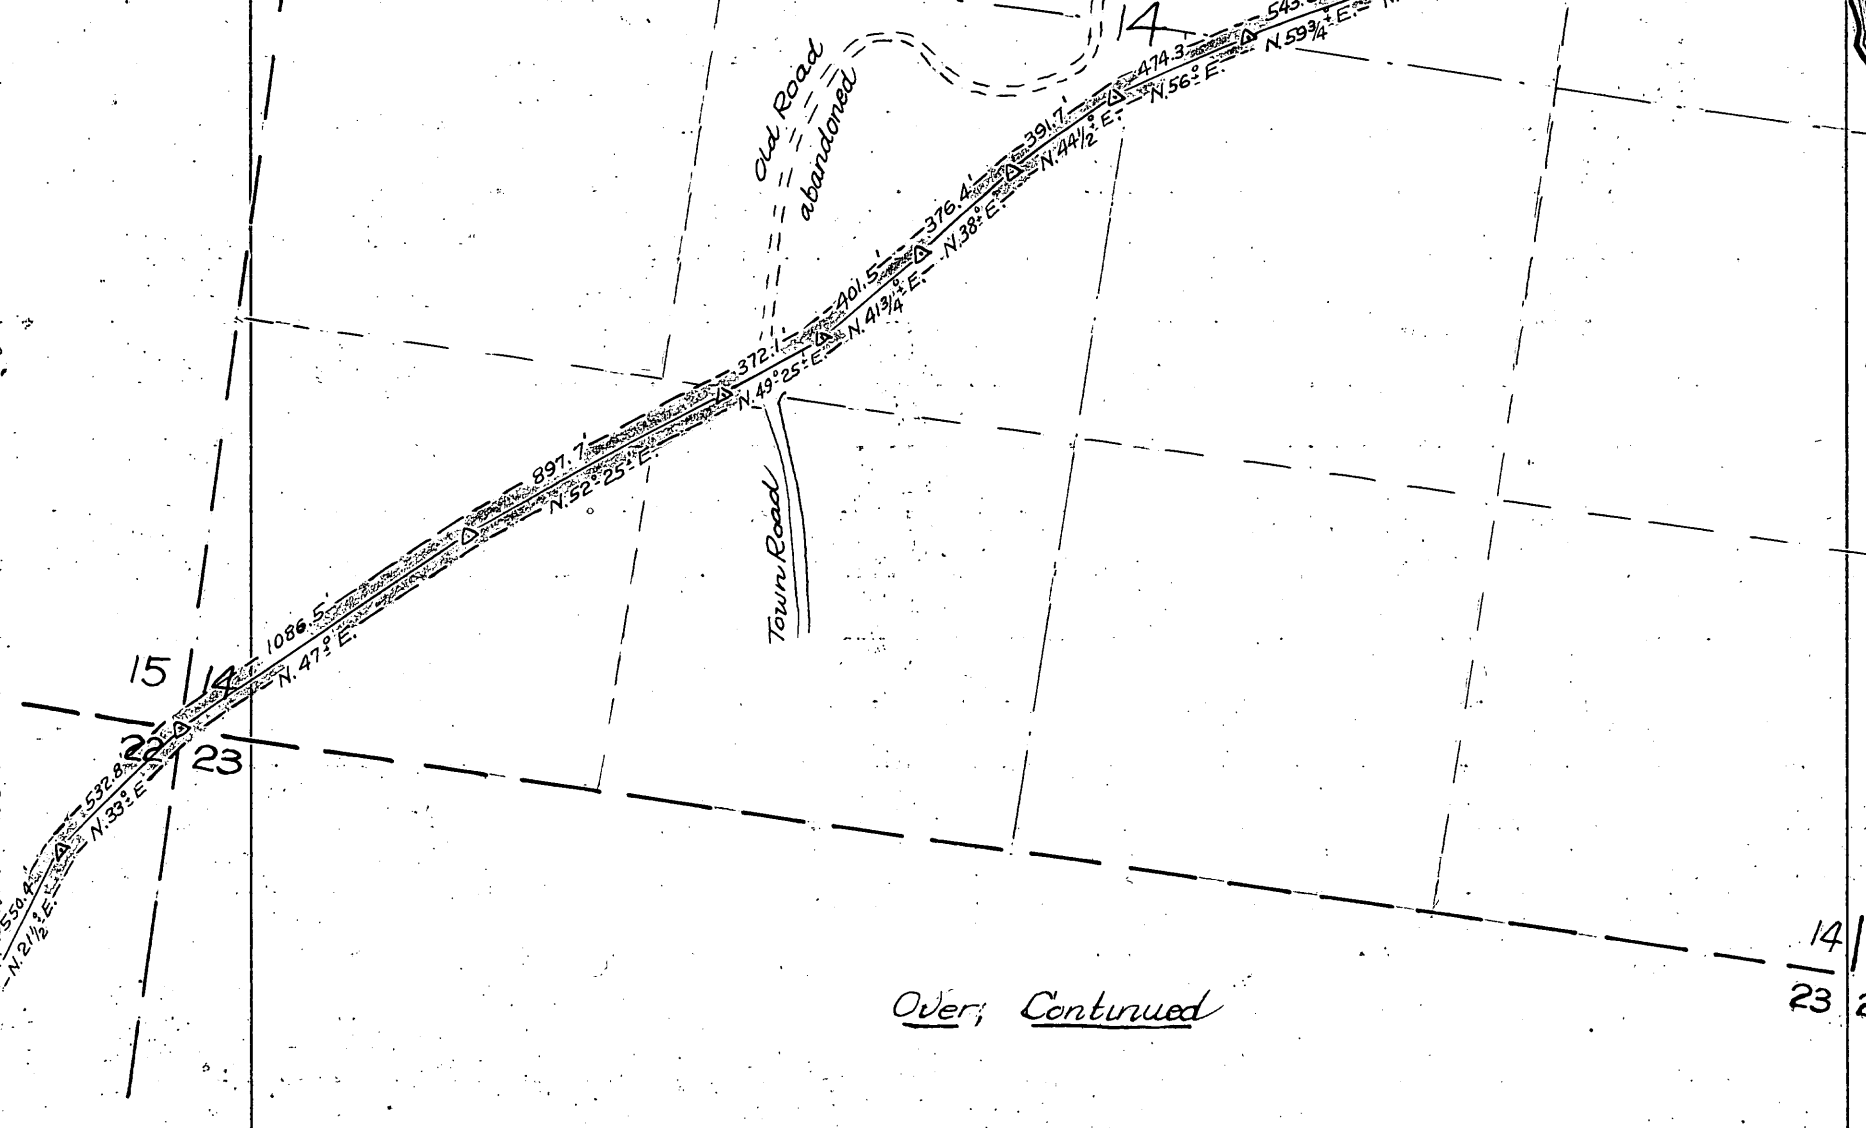 14
N. 59¾°± E.
474.3'
N. 56°± E.
391.7'
N. 44½°± E.
376.4'
N. 38°± E.
401.5'
N. 41¾°± E.
372.1'
N. 49°-25'± E.
Old Road
abandoned
897.7'
N. 52°-25'± E.
Town Road
1086.5'
N. 47°± E.
15 14
22 23
532.8'
N. 33°± E.
550.4'
N. 21½°± E.
14
23
Over, Continued